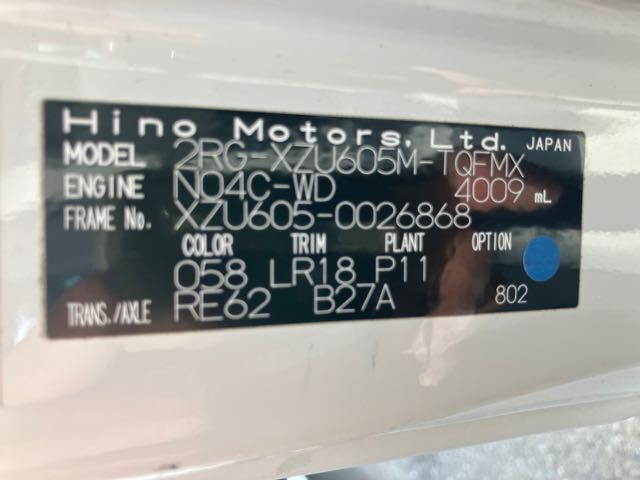 Hino Motors, Ltd. JAPAN
MODEL 2RG-XZU605M-TQFMX
ENGINE N04C-WD 4009 mL
FRAME No. XZU605-0026868
COLOR TRIM PLANT OPTION
058 LR18 P11
TRANS./AXLE RE62 B27A 802